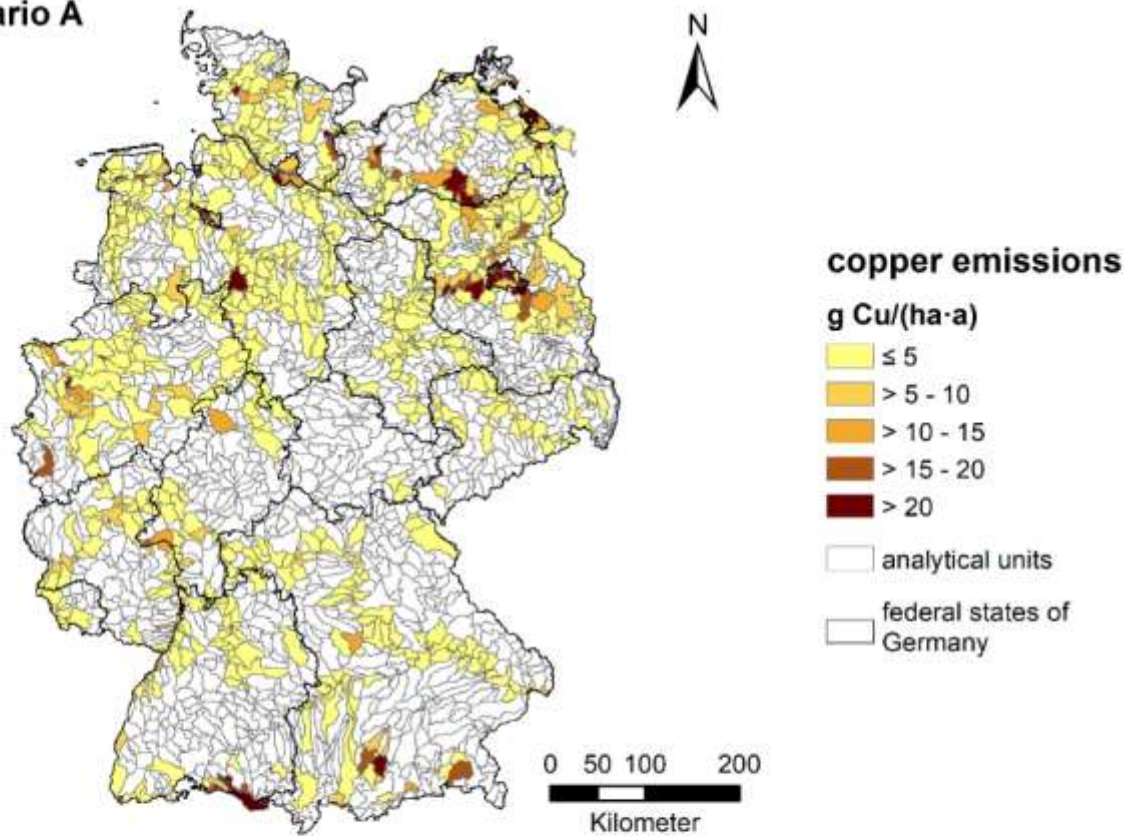 ario A
N
copper emissions
g Cu/(ha·a)
≤ 5
> 5 - 10
> 10 - 15
> 15 - 20
> 20
analytical units
federal states of
Germany
0 50 100 200
Kilometer